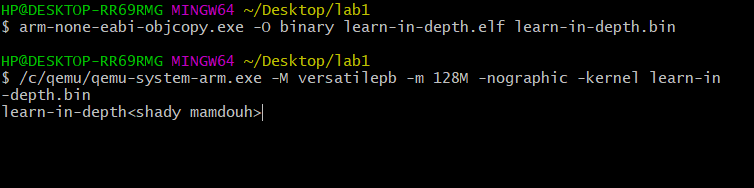 HP@DESKTOP-RR69RMG MINGW64 ~/Desktop/lab1
$ arm-none-eabi-objcopy.exe -O binary learn-in-depth.elf learn-in-depth.bin
HP@DESKTOP-RR69RMG MINGW64 ~/Desktop/lab1
$ /c/qemu/qemu-system-arm.exe -M versatilepb -m 128M -nographic -kernel learn-in
-depth.bin
learn-in-depth<shady mamdouh>